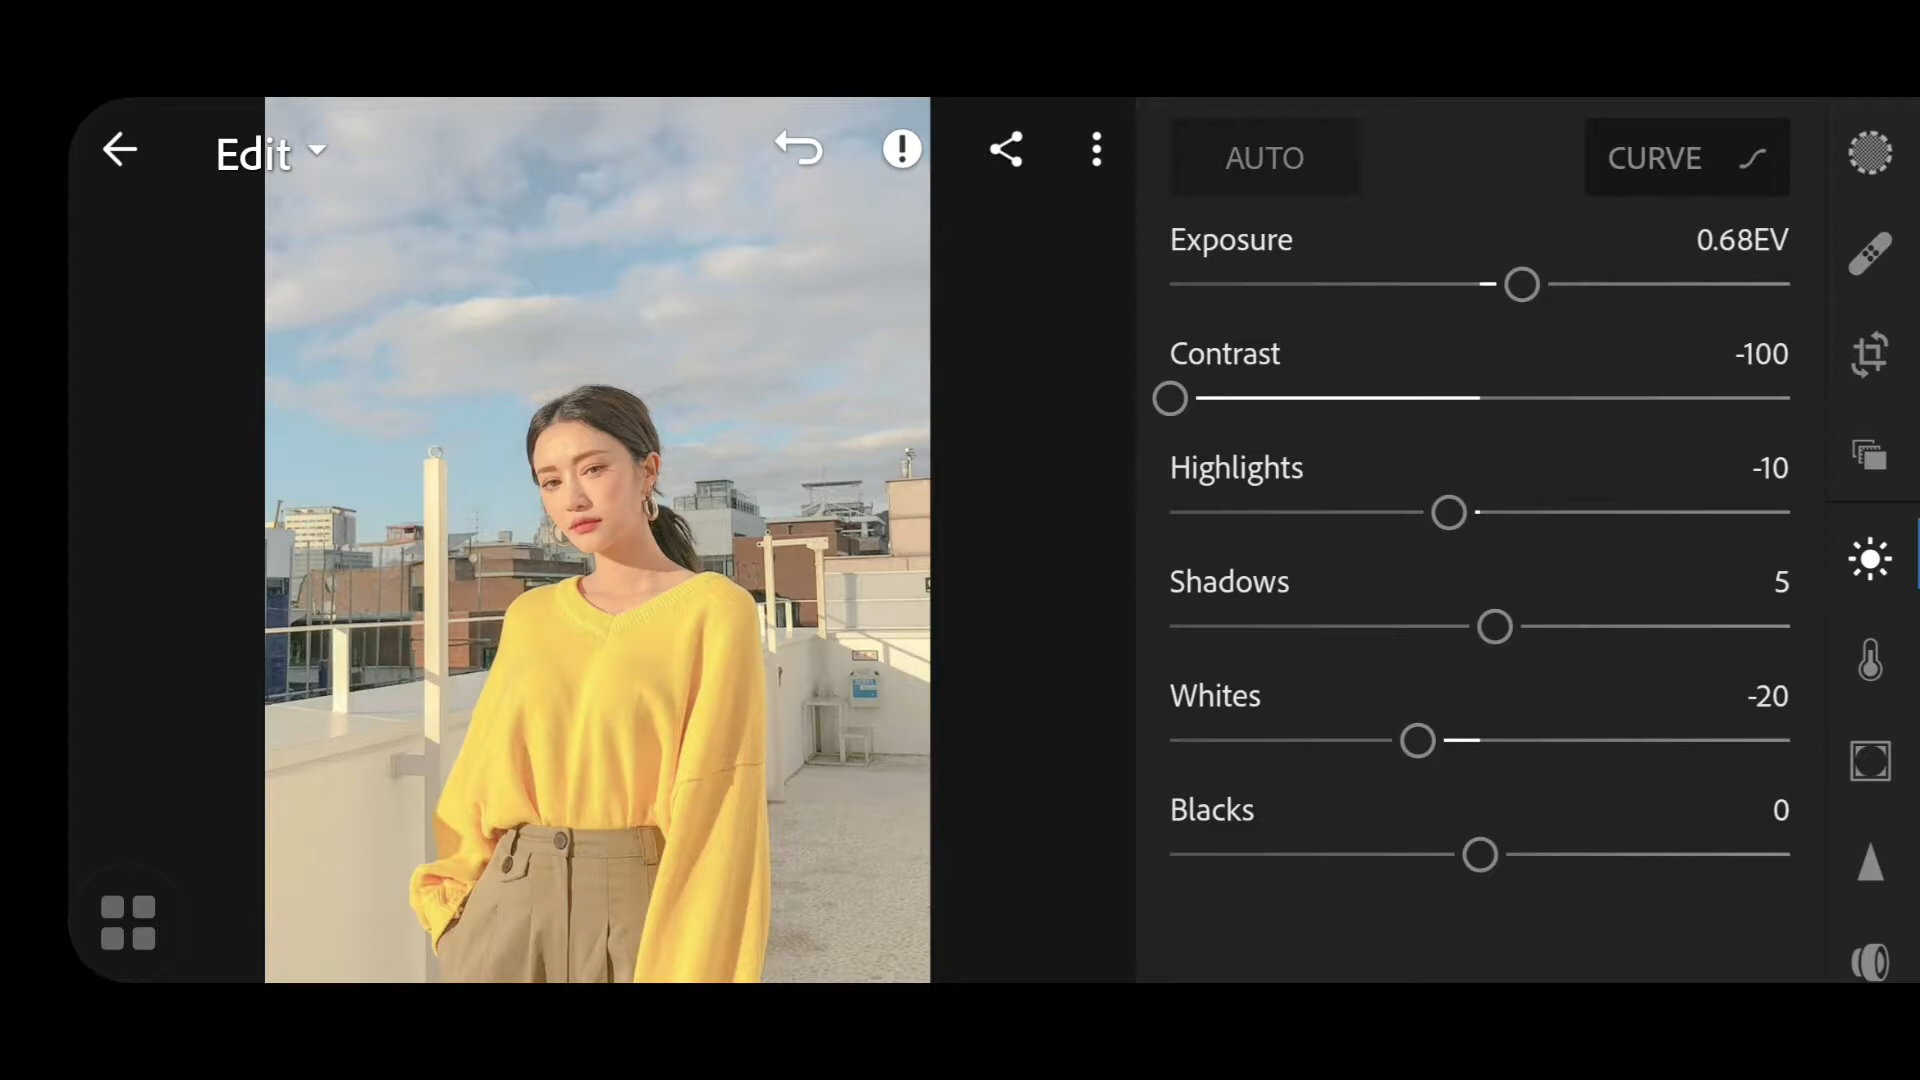 Edit
AUTO
CURVE
Exposure 0.68EV
Contrast -100
Highlights -10
Shadows 5
Whites -20
Blacks 0